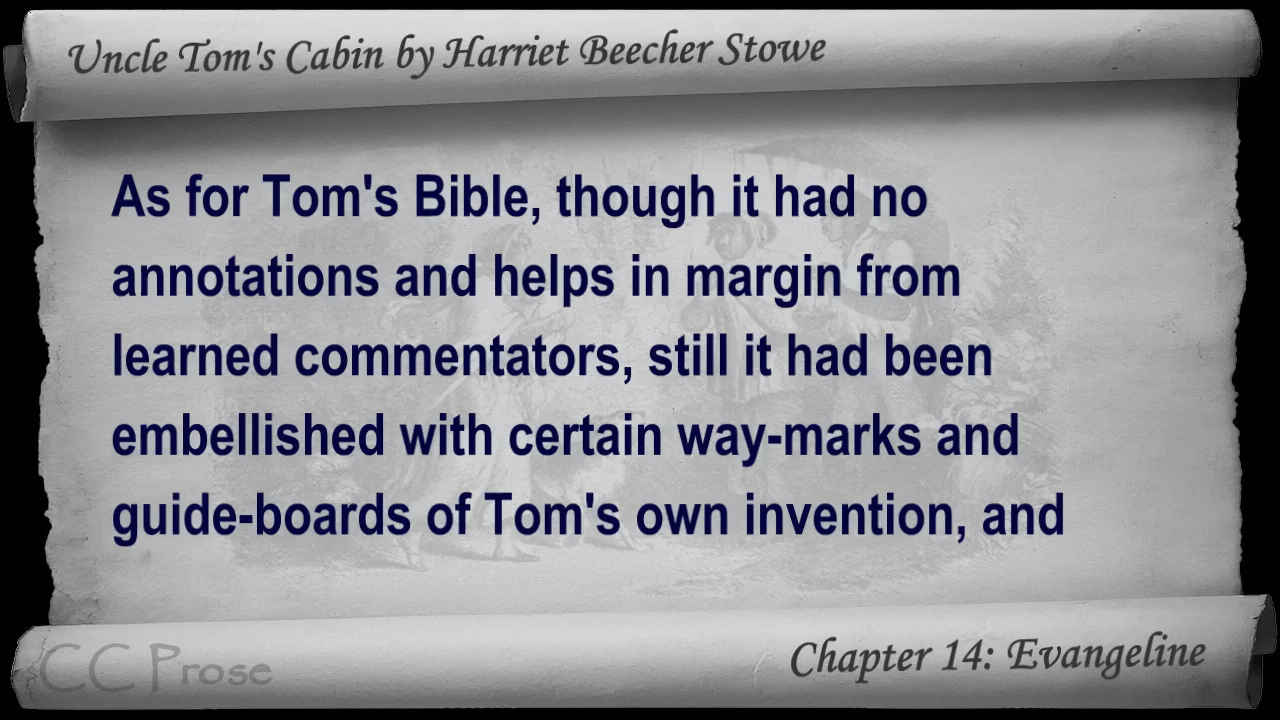 Uncle Tom's Cabin by Harriet Beecher Stowe
As for Tom's Bible, though it had no
annotations and helps in margin from
learned commentators, still it had been
embellished with certain way-marks and
guide-boards of Tom's own invention, and
CC Prose
Chapter 14: Evangeline